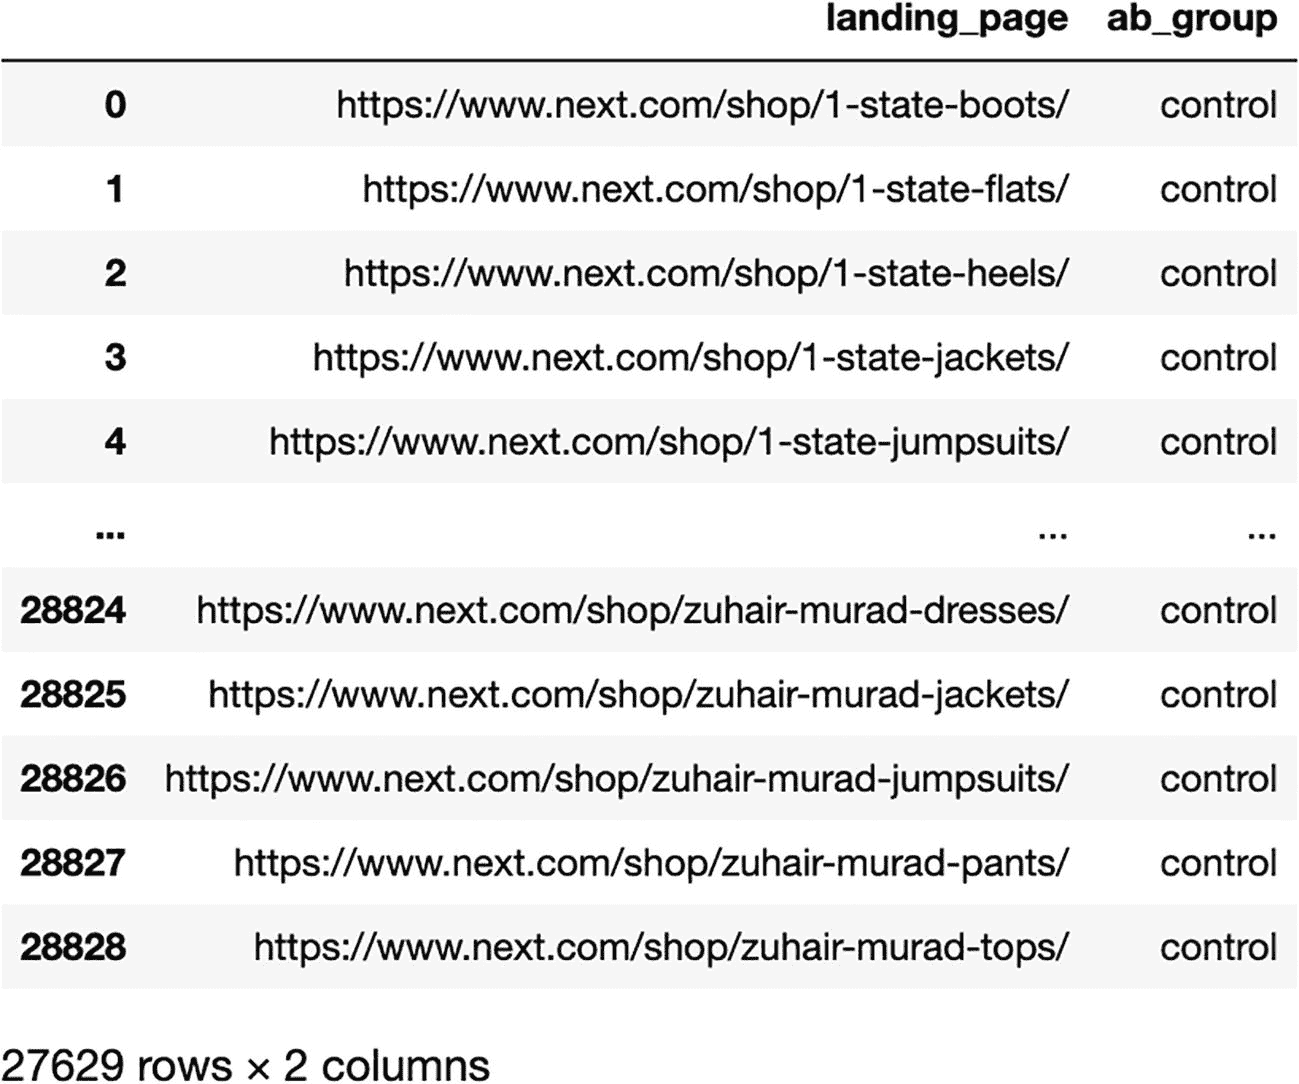 landing_page ab_group
0 https://www.next.com/shop/1-state-boots/ control
1 https://www.next.com/shop/1-state-flats/ control
2 https://www.next.com/shop/1-state-heels/ control
3 https://www.next.com/shop/1-state-jackets/ control
4 https://www.next.com/shop/1-state-jumpsuits/ control
... ... ...
28824 https://www.next.com/shop/zuhair-murad-dresses/ control
28825 https://www.next.com/shop/zuhair-murad-jackets/ control
28826 https://www.next.com/shop/zuhair-murad-jumpsuits/ control
28827 https://www.next.com/shop/zuhair-murad-pants/ control
28828 https://www.next.com/shop/zuhair-murad-tops/ control
27629 rows × 2 columns